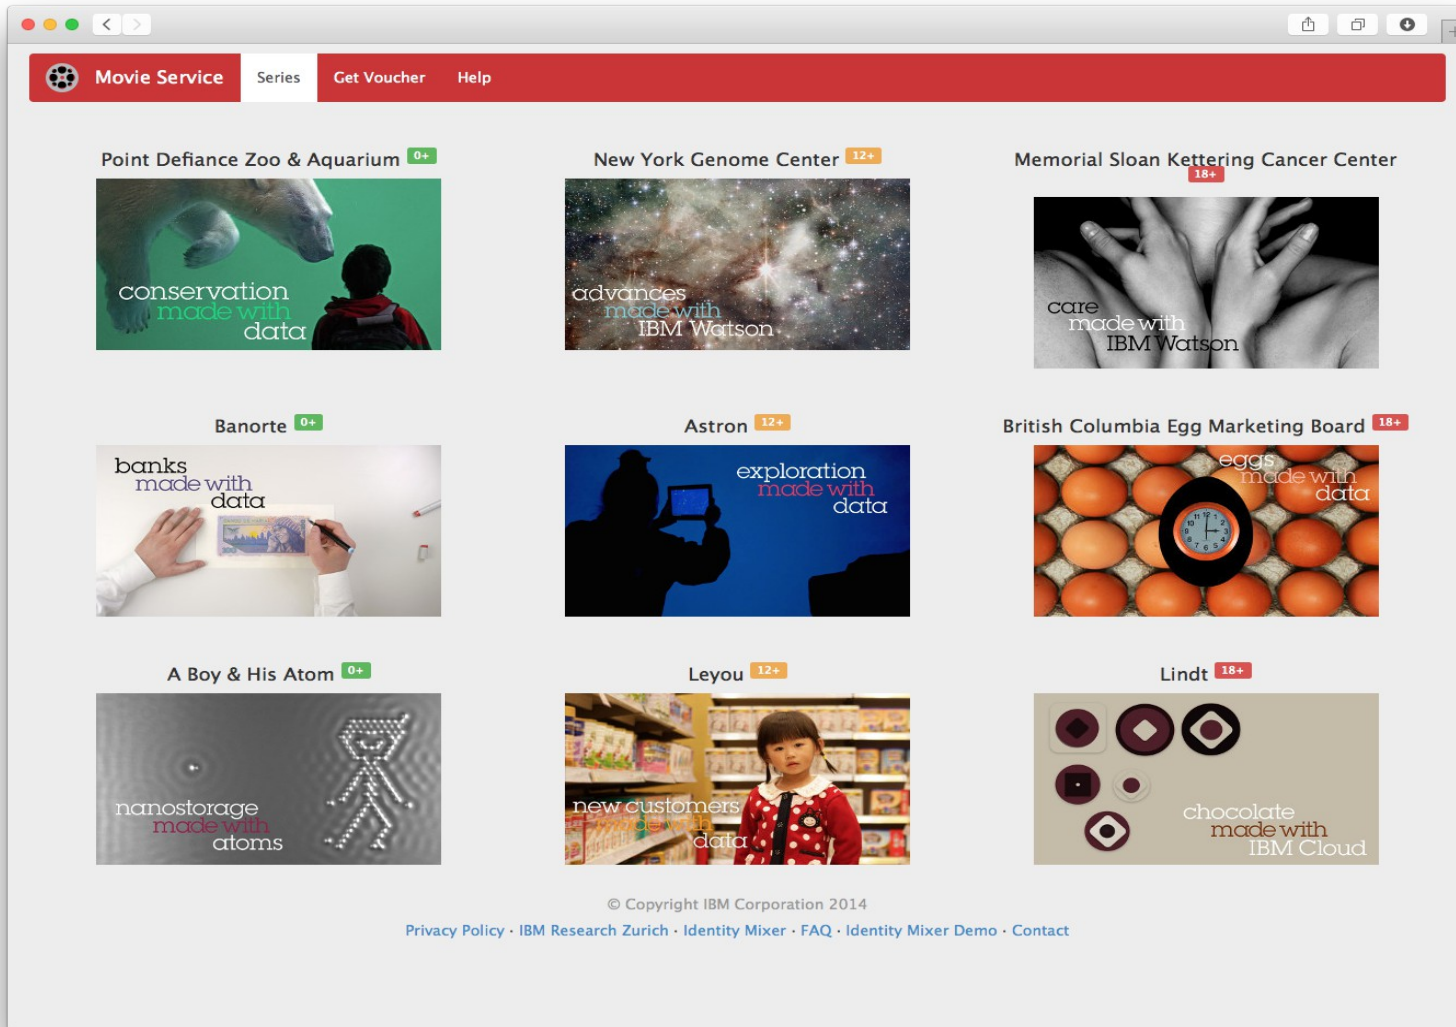 Movie Service Series Get Voucher Help
Point Defiance Zoo & Aquarium 0+
conservation
made with
data
New York Genome Center 12+
advances
made with
IBM Watson
Memorial Sloan Kettering Cancer Center
18+
care
made with
IBM Watson
Banorte 0+
banks
made with
data
Astron 12+
exploration
made with
data
British Columbia Egg Marketing Board 18+
eggs
made with
data
A Boy & His Atom 0+
nanostorage
made with
atoms
Leyou 12+
new customers
made with
data
Lindt 18+
chocolate
made with
IBM Cloud
© Copyright IBM Corporation 2014
Privacy Policy · IBM Research Zurich · Identity Mixer · FAQ · Identity Mixer Demo · Contact